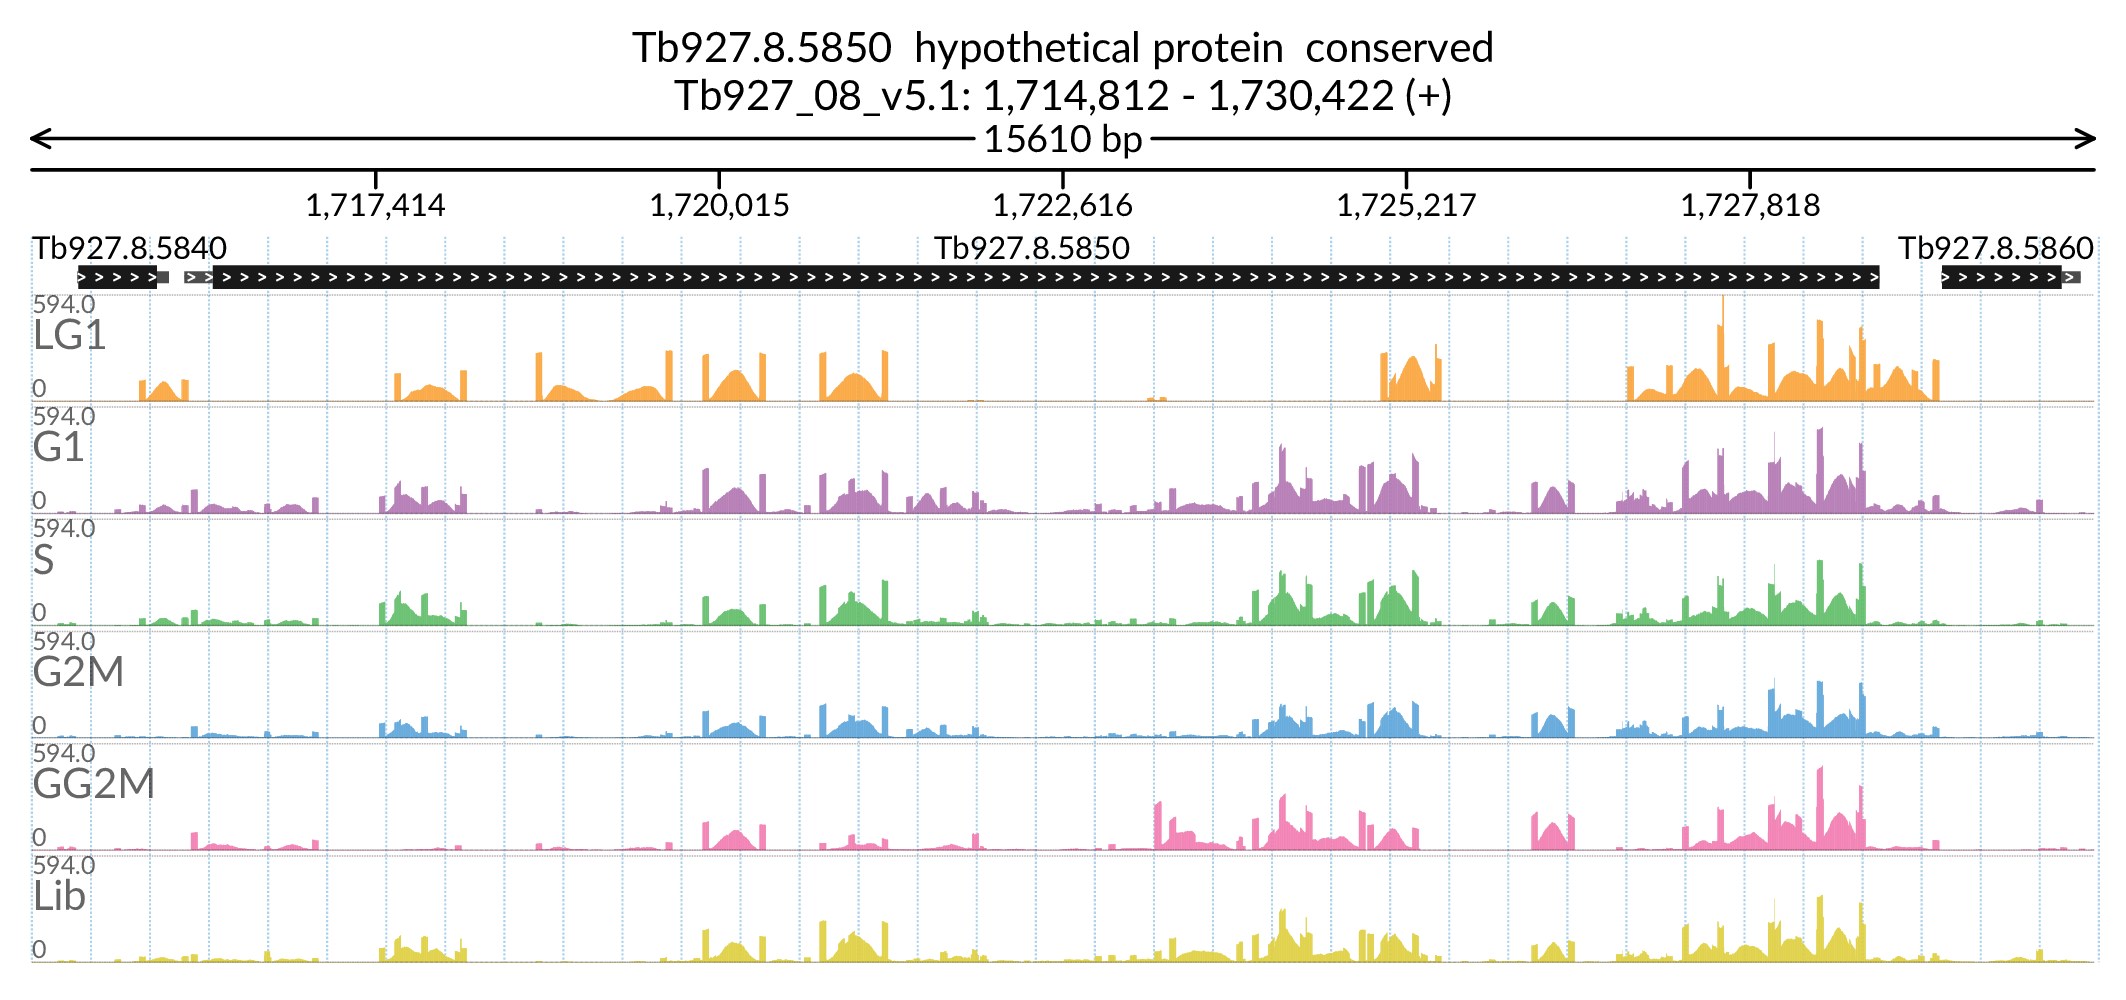 Tb927.8.5850 hypothetical protein conserved
Tb927_08_v5.1: 1,714,812 - 1,730,422 (+)
15610 bp
1,717,414 1,720,015 1,722,616 1,725,217 1,727,818
Tb927.8.5840 Tb927.8.5850 Tb927.8.5860
594.0
LG1
0
594.0
G1
0
594.0
S
0
594.0
G2M
0
594.0
GG2M
0
594.0
Lib
0